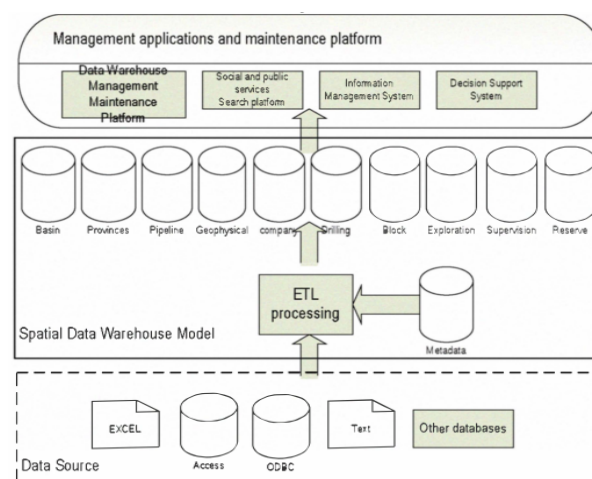 Management applications and maintenance platform
Data Warehouse
Management
Maintenance
Platform
Social and public
services
Search platform
Information
Management System
Decision Support
System
Basin
Provinces
Pipeline
Geophysical
company
Drilling
Block
Exploration
Supervision
Reserve
ETL
processing
Spatial Data Warehouse Model
Metadata
EXCEL
Access
ODBC
Text
Other databases
Data Source